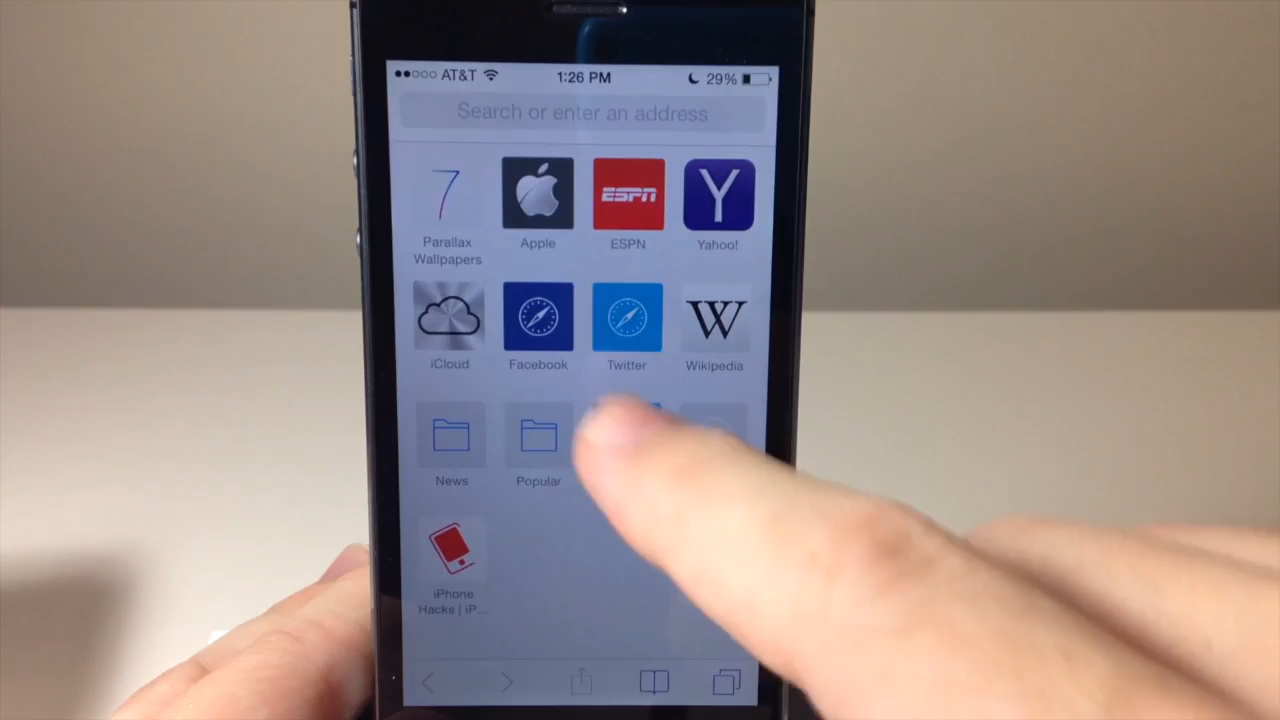 AT&T 1:26 PM 29%
Search or enter an address
7 ESPN Y
Parallax Wallpapers Apple ESPN Yahoo!
W
iCloud Facebook Twitter Wikipedia
News Popular
iPhone
Hacks | iP...